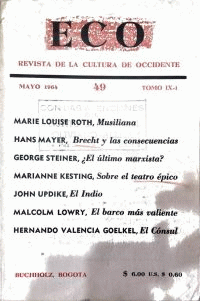 ECO
REVISTA DE LA CULTURA DE OCCIDENTE
MAYO 1964 49 TOMO IX-1
MARIE LOUISE ROTH, Musiliana
HANS MAYER, Brecht y las consecuencias
GEORGE STEINER, ¿El último marxista?
MARIANNE KESTING, Sobre el teatro épico
JOHN UPDIKE, El Indio
MALCOLM LOWRY, El barco más valiente
HERNANDO VALENCIA GOELKEL, El Cónsul
BUCHHOLZ, BOGOTA $ 6.00 U.S. $ 0.60